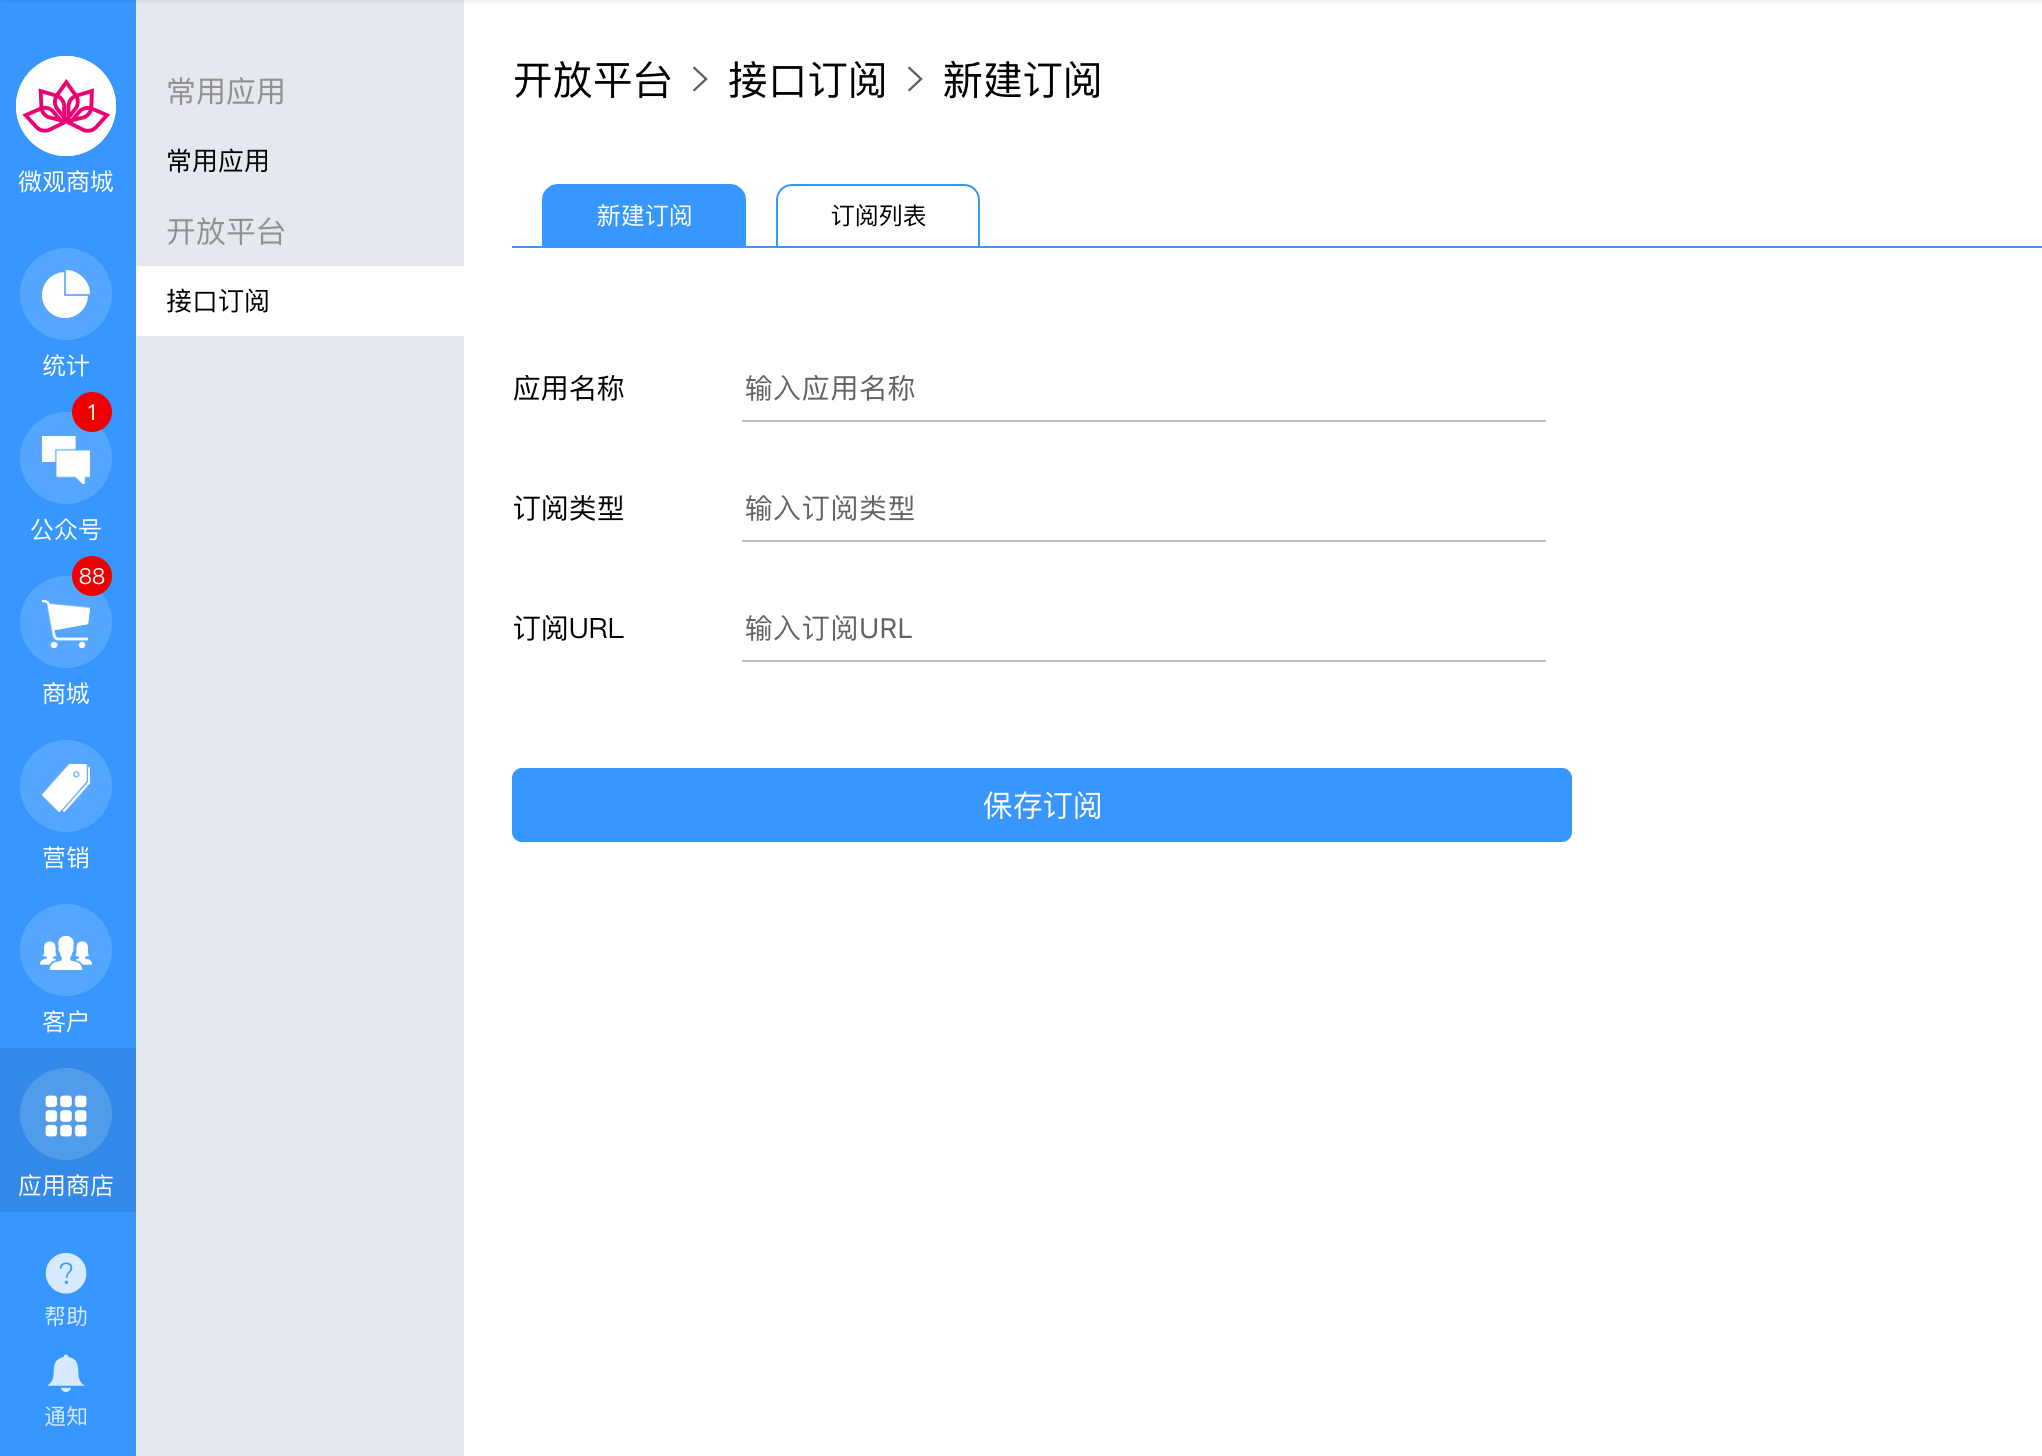 微观商城
统计
1
公众号
88
商城
营销
客户
应用商店
?
帮助
通知
常用应用
常用应用
开放平台
接口订阅
开放平台 > 接口订阅 > 新建订阅
新建订阅
订阅列表
应用名称 输入应用名称
订阅类型 输入订阅类型
订阅URL 输入订阅URL
保存订阅